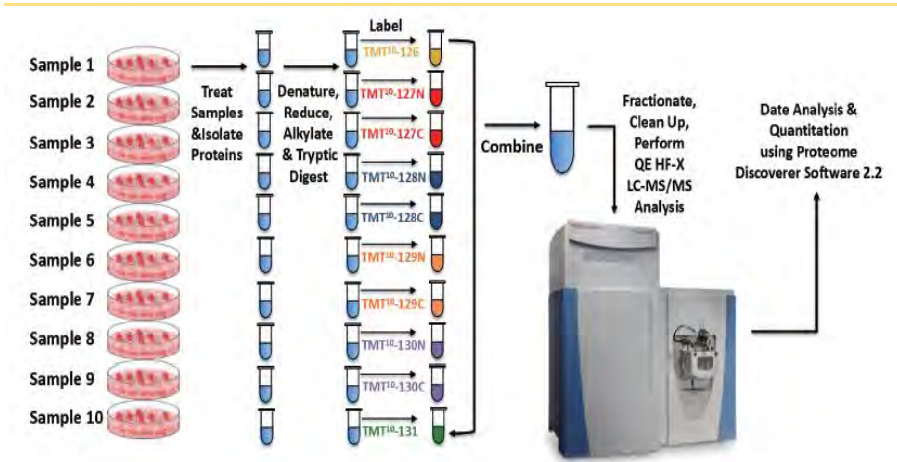 Label
Sample 1
Sample 2
Sample 3
Sample 4
Sample 5
Sample 6
Sample 7
Sample 8
Sample 9
Sample 10
Treat
Samples
&Isolate
Proteins
Denature,
Reduce,
Alkylate
& Tryptic
Digest
TMT¹⁰-126
TMT¹⁰-127N
TMT¹⁰-127C
TMT¹⁰-128N
TMT¹⁰-128C
TMT¹⁰-129N
TMT¹⁰-129C
TMT¹⁰-130N
TMT¹⁰-130C
TMT¹⁰-131
Combine
Fractionate,
Clean Up,
Perform
QE HF-X
LC-MS/MS
Analysis
Date Analysis &
Quantitation
using Proteome
Discoverer Software 2.2